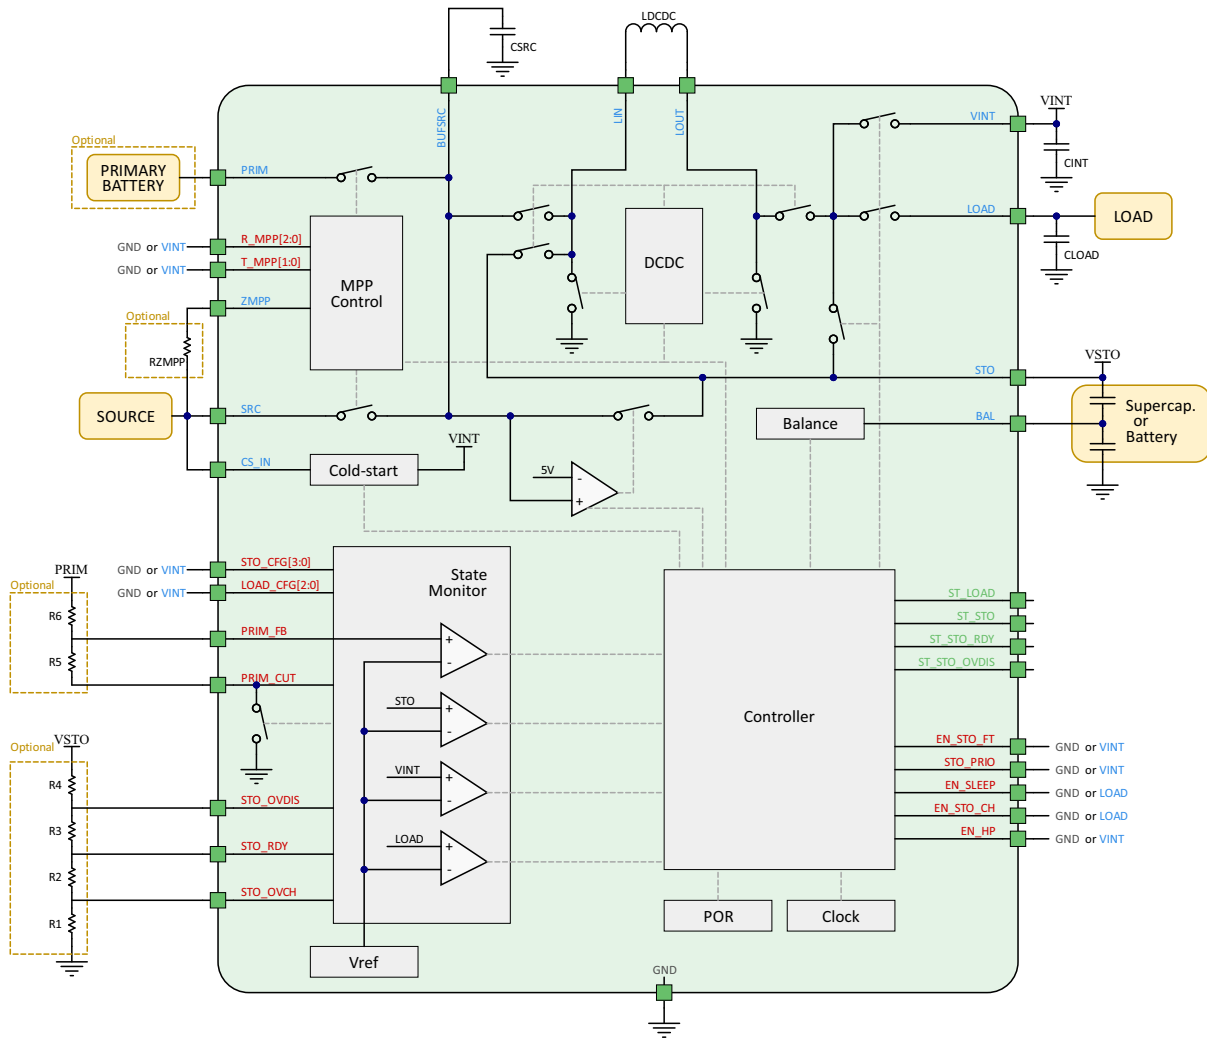 LDCDC
CSRC
BUFSRC
LIN
LOUT
VINT
VINT
CINT
Optional
PRIMARY
BATTERY
PRIM
LOAD
LOAD
CLOAD
GND or VINT
R_MPP[2:0]
GND or VINT
T_MPP[1:0]
MPP
Control
DCDC
ZMPP
Optional
RZMPP
VSTO
STO
SOURCE
SRC
Balance
BAL
Supercap.
or
Battery
VINT
CS_IN
Cold-start
5V
-
+
GND or VINT
STO_CFG[3:0]
GND or VINT
LOAD_CFG[2:0]
State
Monitor
PRIM
Optional
R6
R5
PRIM_FB
PRIM_CUT
+
-
STO
+
-
VINT
+
-
LOAD
+
-
Controller
ST_LOAD
ST_STO
ST_STO_RDY
ST_STO_OVDIS
VSTO
Optional
R4
R3
R2
R1
STO_OVDIS
STO_RDY
STO_OVCH
EN_STO_FT
GND or VINT
STO_PRIO
GND or VINT
EN_SLEEP
GND or LOAD
EN_STO_CH
GND or LOAD
EN_HP
GND or VINT
POR
Clock
Vref
GND